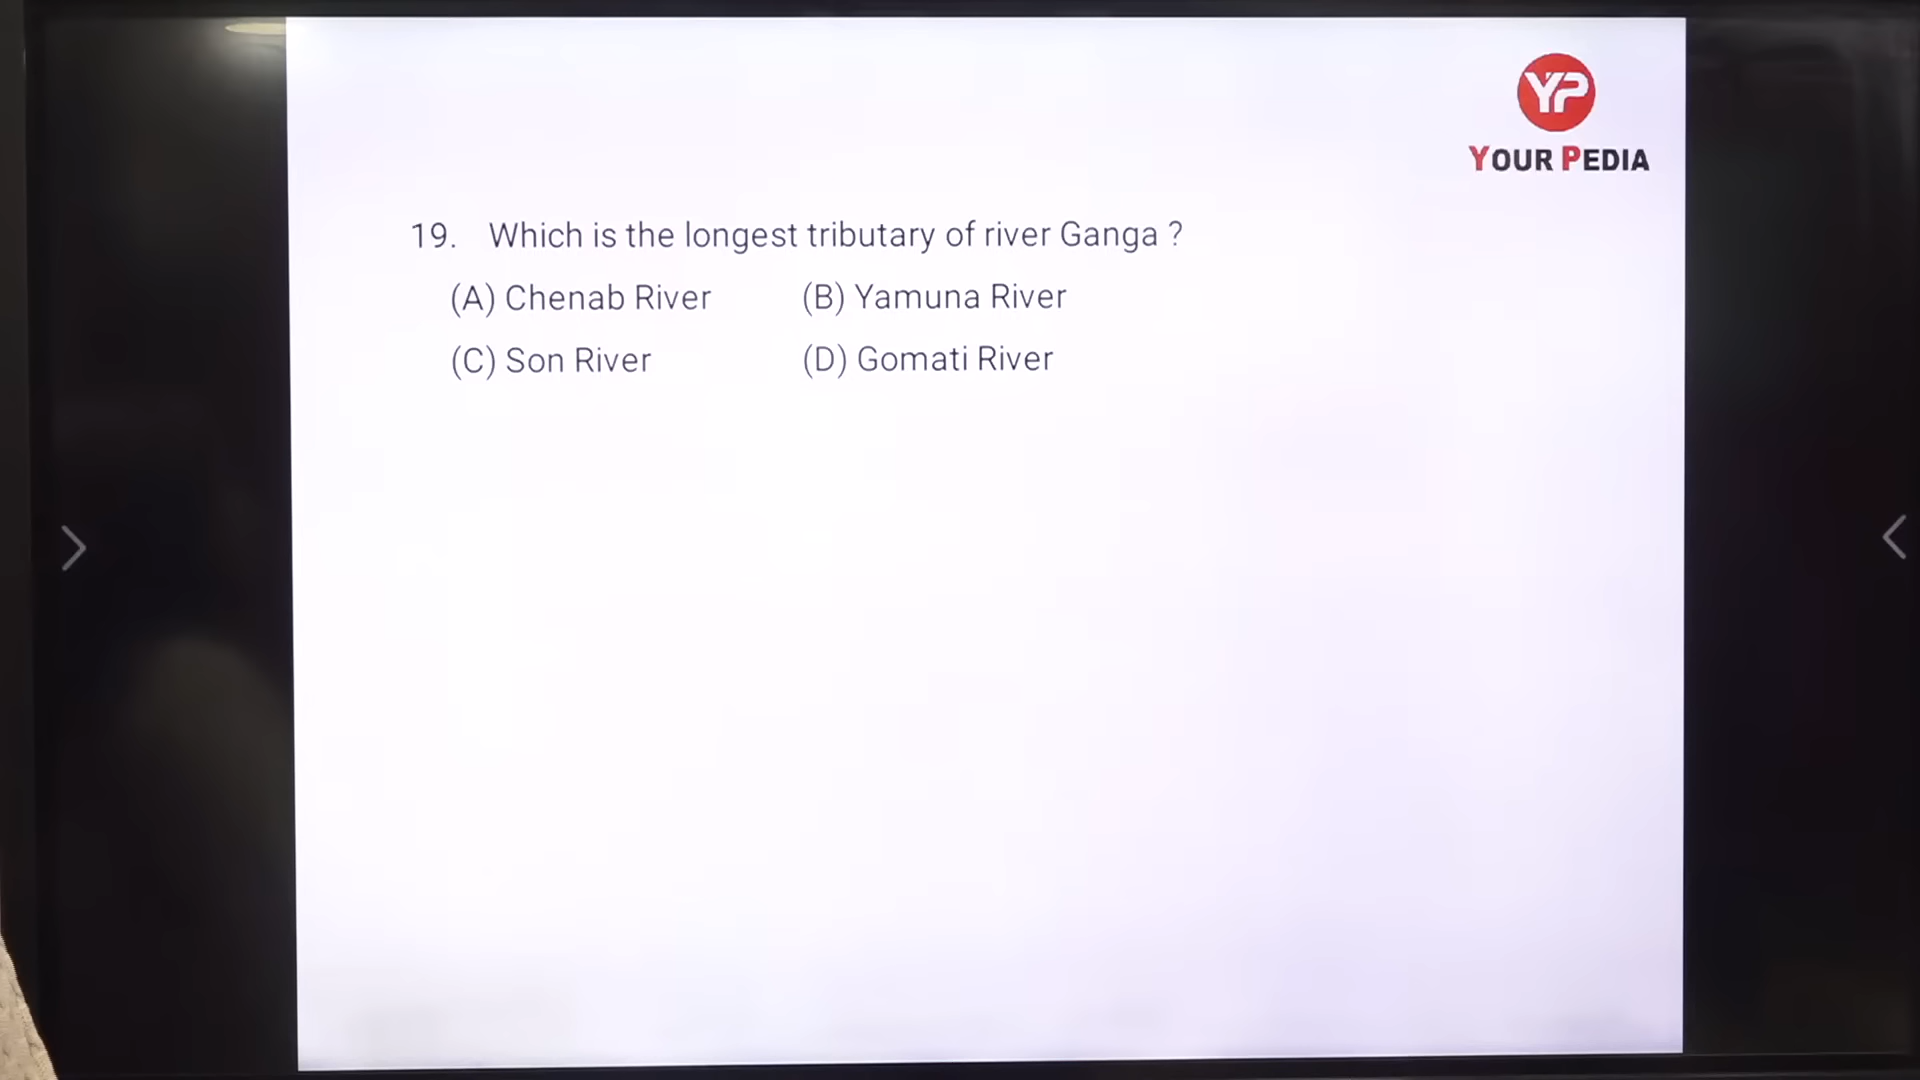 YP
YOUR PEDIA
19. Which is the longest tributary of river Ganga ?
(A) Chenab River (B) Yamuna River
(C) Son River (D) Gomati River